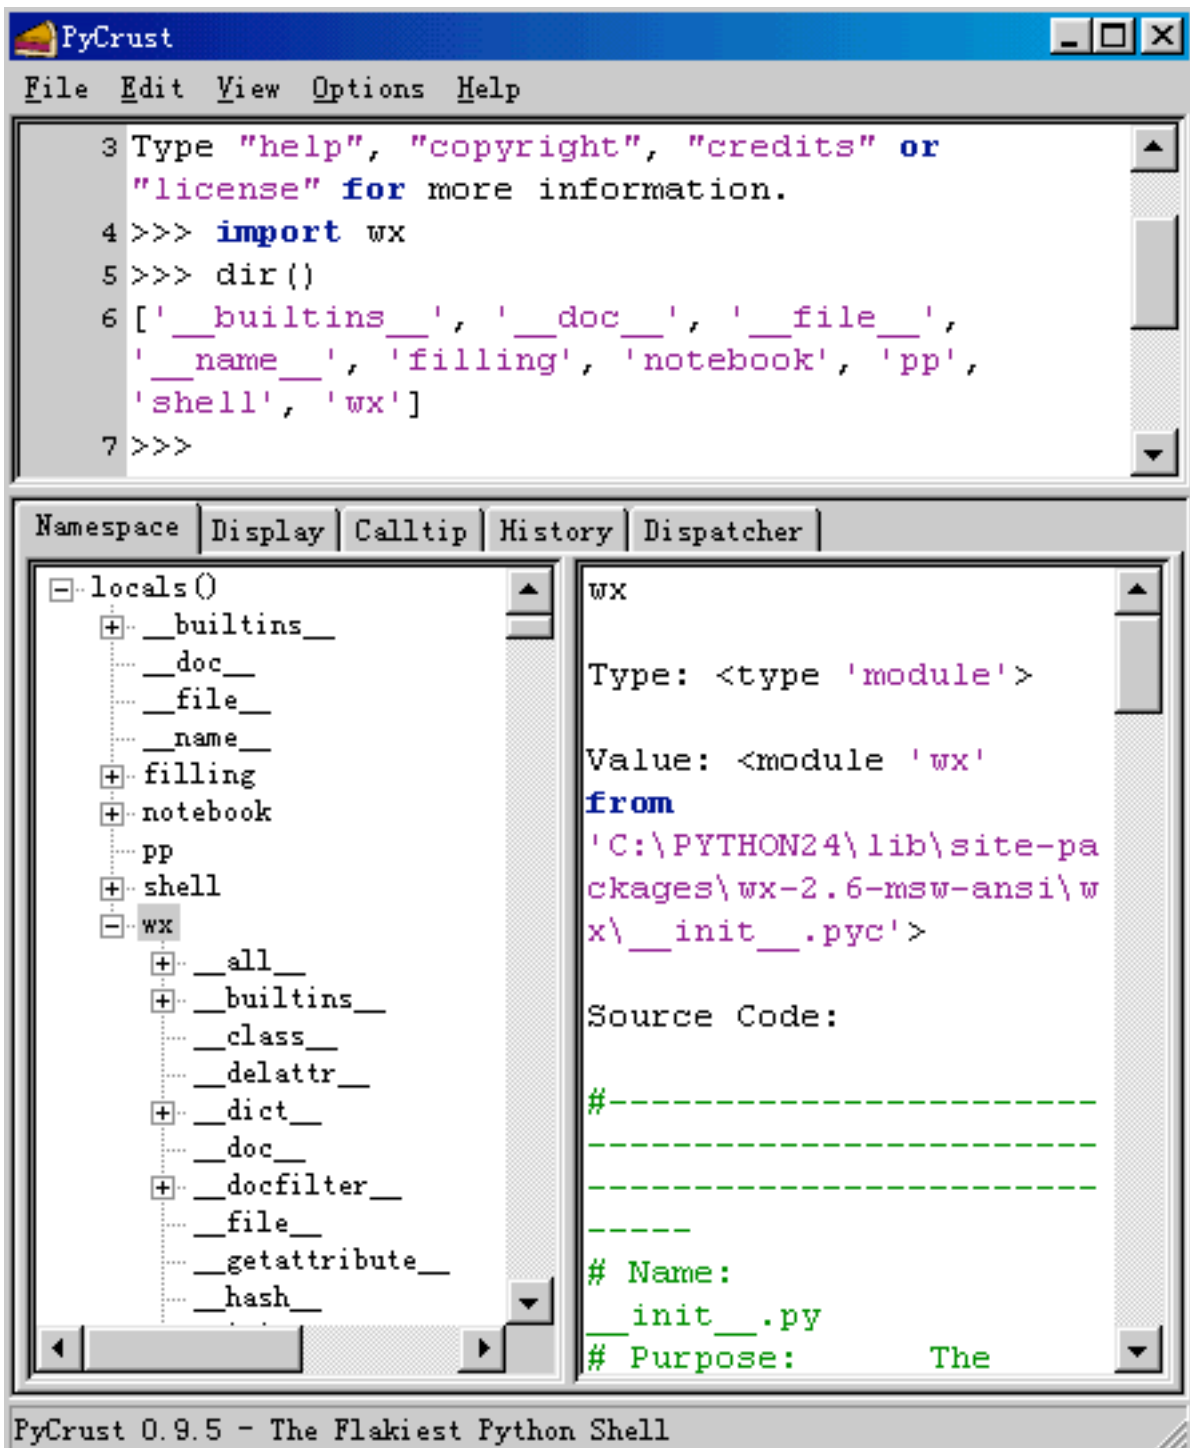 PyCrust
File Edit View Options Help
3 Type "help", "copyright", "credits" or
"license" for more information.
4 >>> import wx
5 >>> dir()
6 ['__builtins__', '__doc__', '__file__',
'__name__', 'filling', 'notebook', 'pp',
'shell', 'wx']
7 >>>
Namespace Display Calltip History Dispatcher
locals()
__builtins__
__doc__
__file__
__name__
filling
notebook
pp
shell
wx
__all__
__builtins__
__class__
__delattr__
__dict__
__doc__
__docfilter__
__file__
__getattribute__
__hash__
wx
Type: <type 'module'>
Value: <module 'wx'
from
'C:\PYTHON24\lib\site-pa
ckages\wx-2.6-msw-ansi\w
x\__init__.pyc'>
Source Code:
#-----------------------
------------------------
------------------------
-----
# Name:
__init__.py
# Purpose: The
PyCrust 0.9.5 - The Flakiest Python Shell